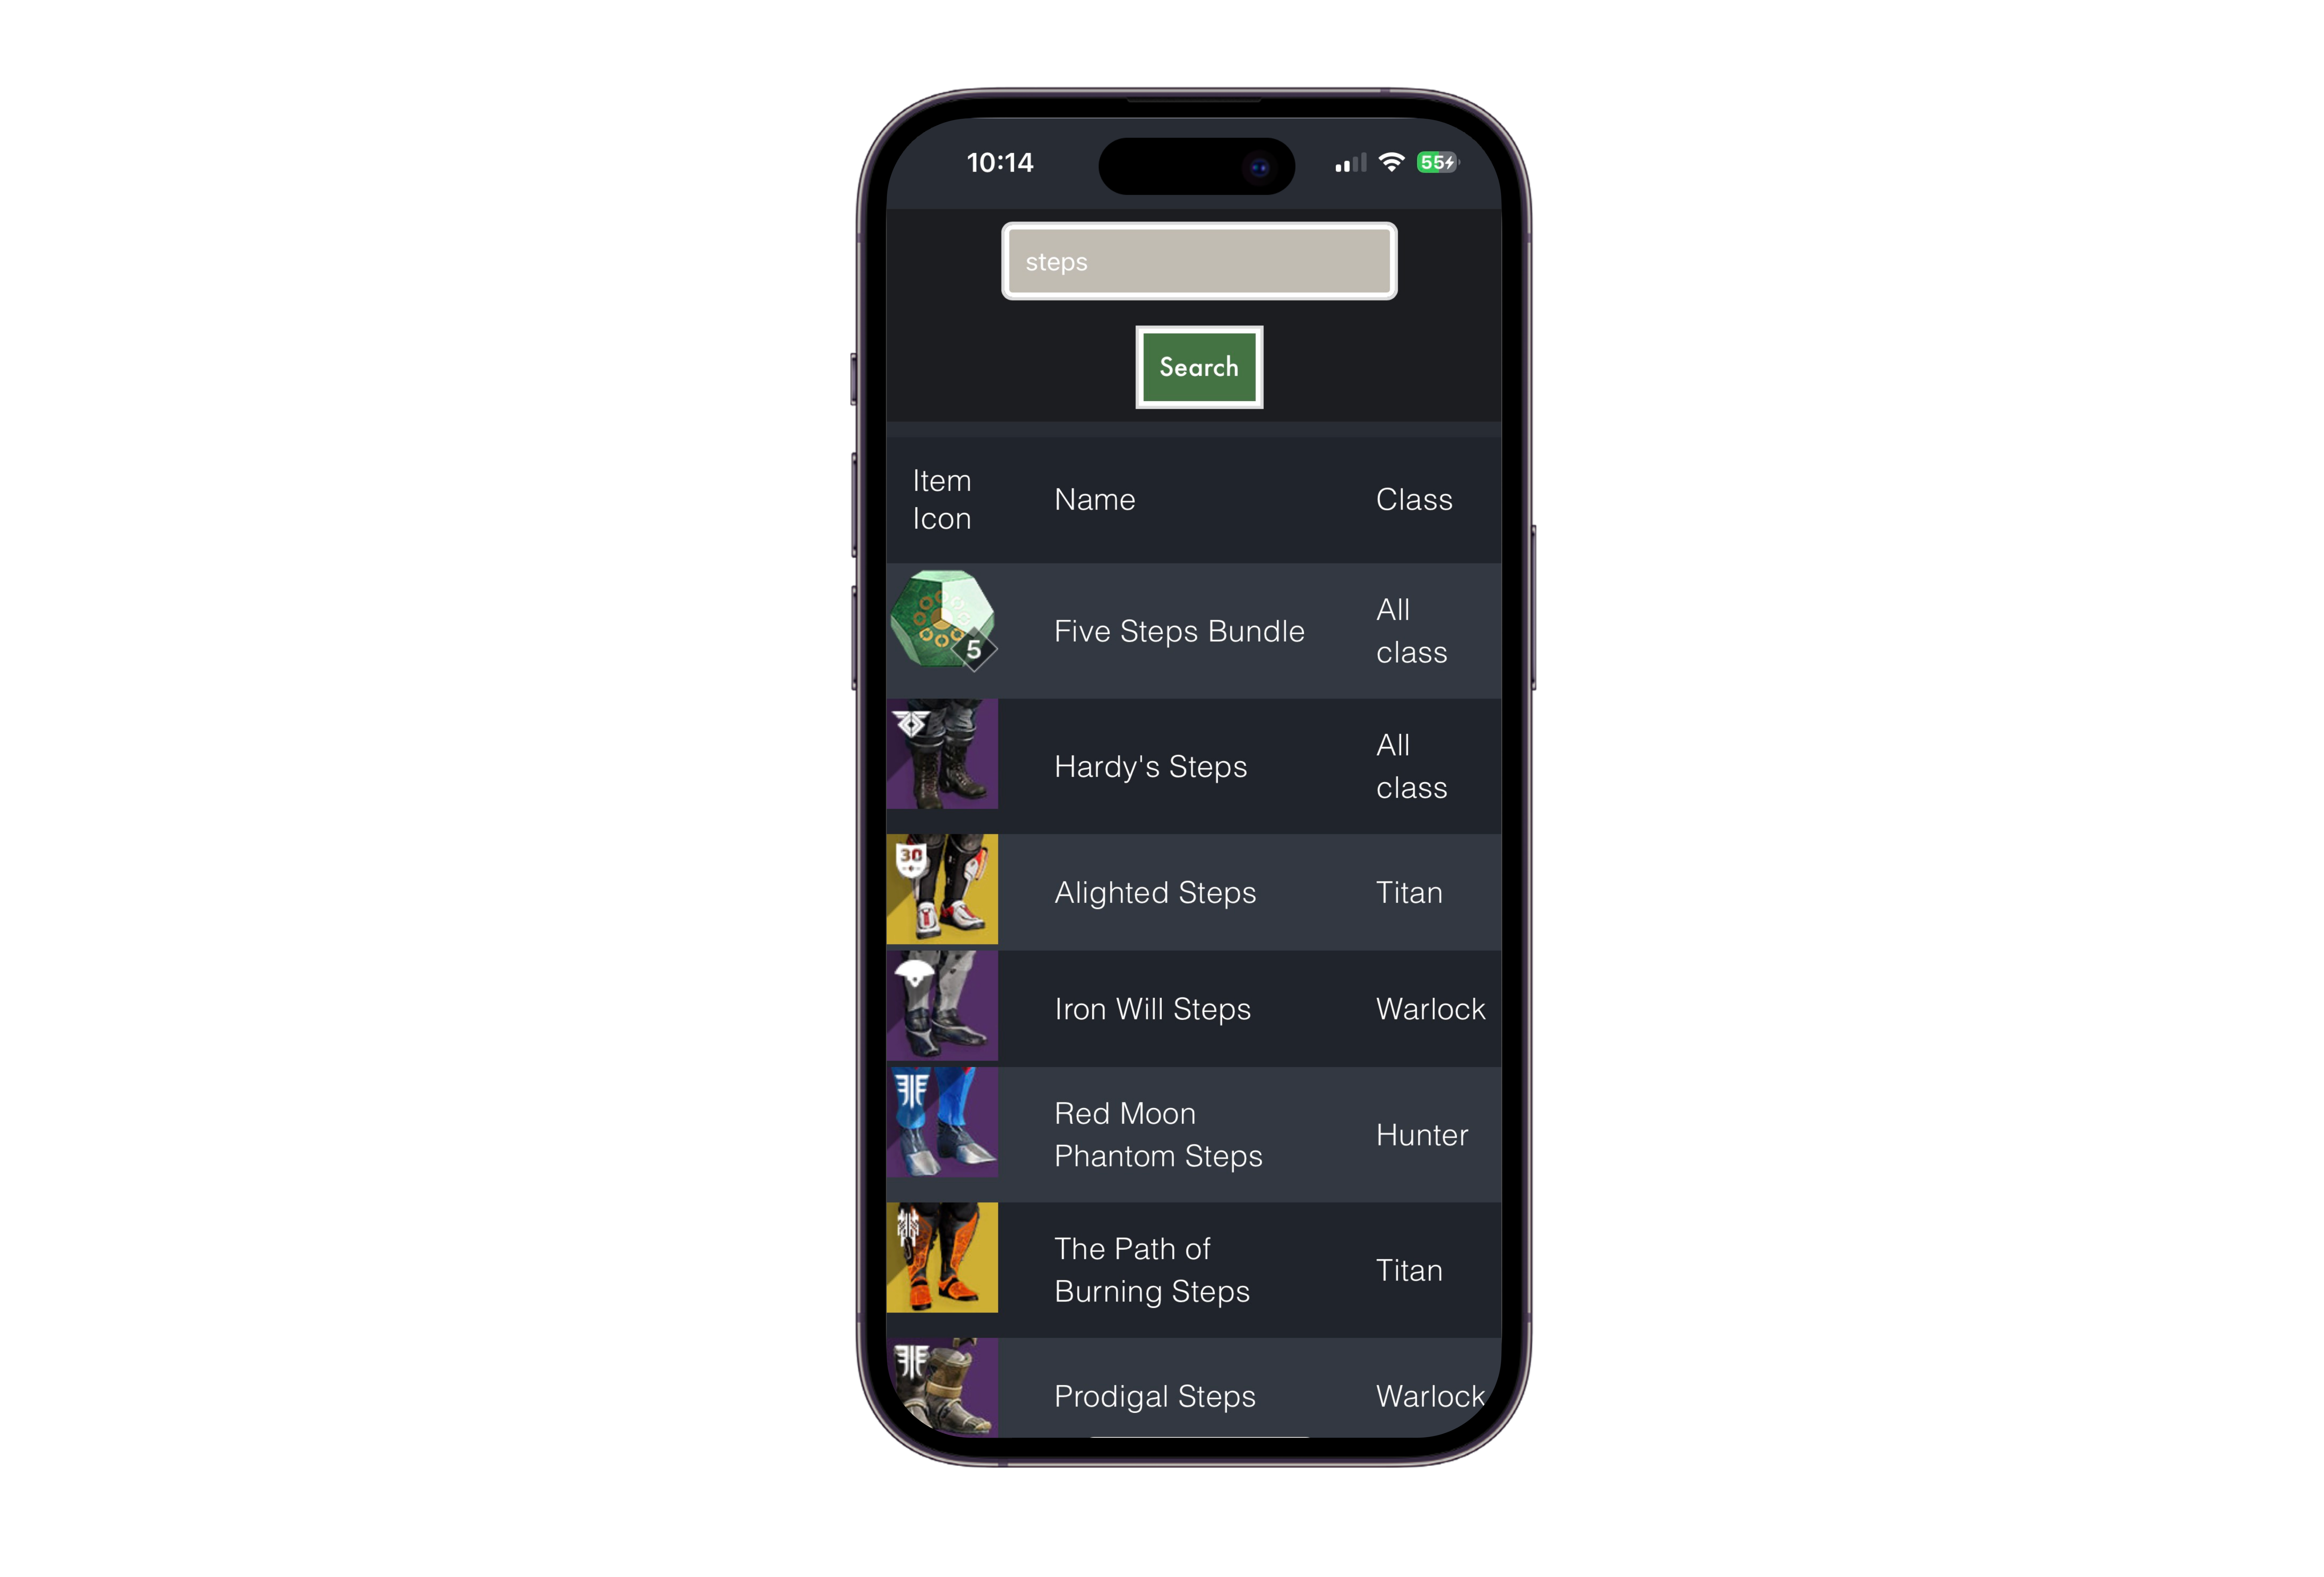 10:14
55
steps
Search
Item
Icon
Name
Class
5
Five Steps Bundle
All
class
Hardy's Steps
All
class
30
Alighted Steps
Titan
Iron Will Steps
Warlock
Red Moon
Phantom Steps
Hunter
The Path of
Burning Steps
Titan
Prodigal Steps
Warlock